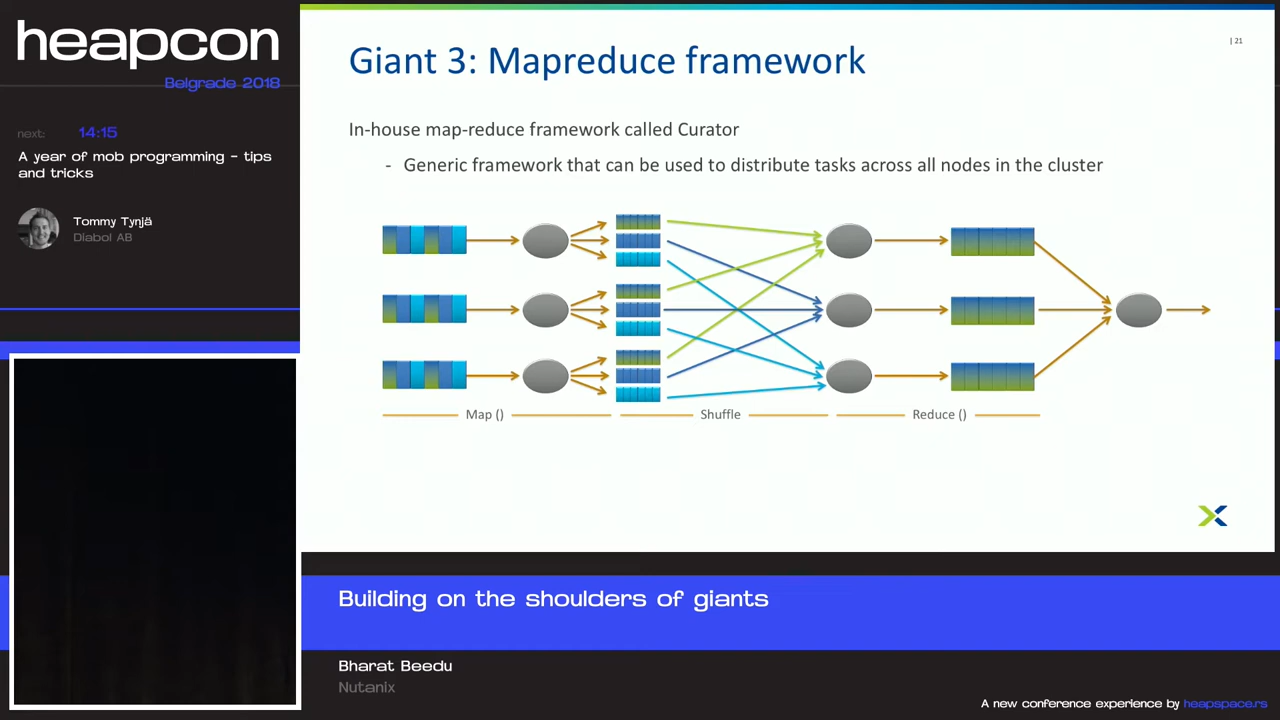 heapcon
Belgrade 2018
next: 14:15
A year of mob programming - tips
and tricks
Tommy Tynjä
Diabol AB
| 21
Giant 3: Mapreduce framework
In-house map-reduce framework called Curator
- Generic framework that can be used to distribute tasks across all nodes in the cluster
Map () Shuffle Reduce ()
Building on the shoulders of giants
Bharat Beedu
Nutanix
A new conference experience by heapspace.rs